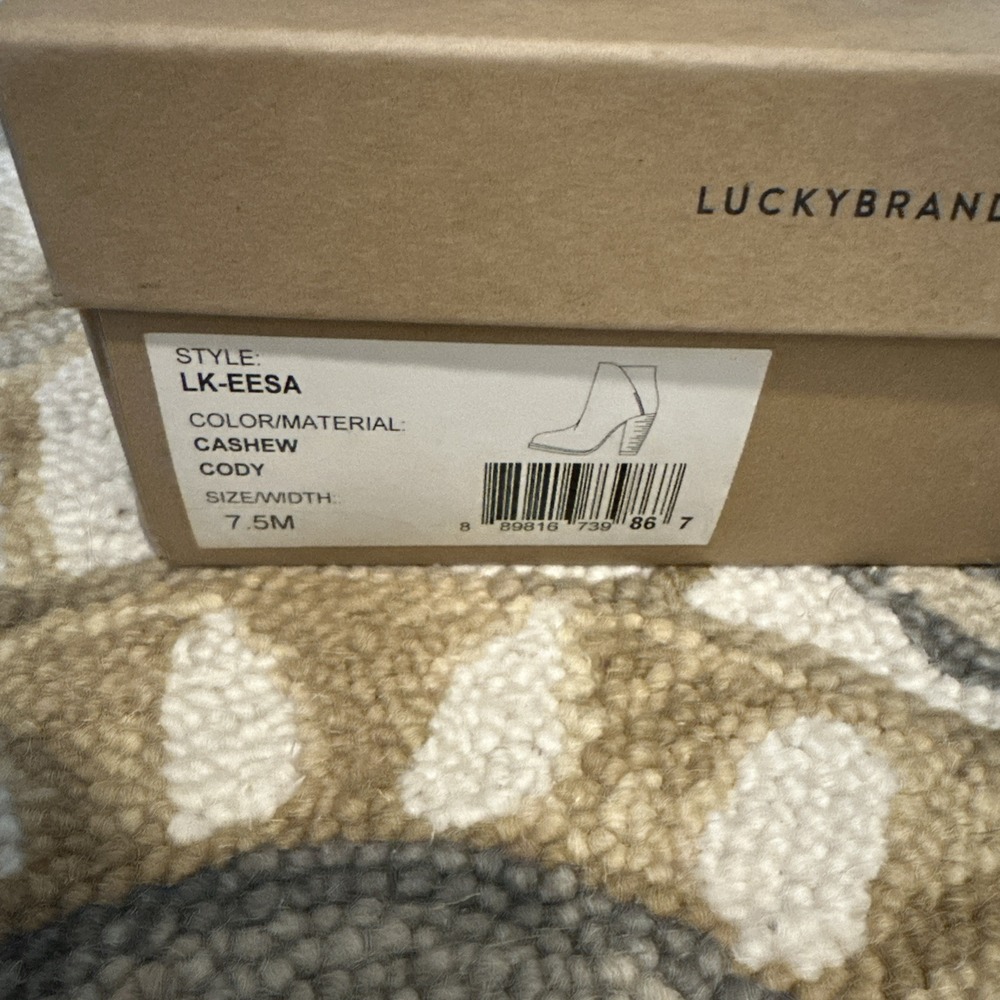 LUCKYBRAND
STYLE:
LK-EESA
COLOR/MATERIAL:
CASHEW
CODY
SIZE/WIDTH:
7.5M
8 89816 739 86 7